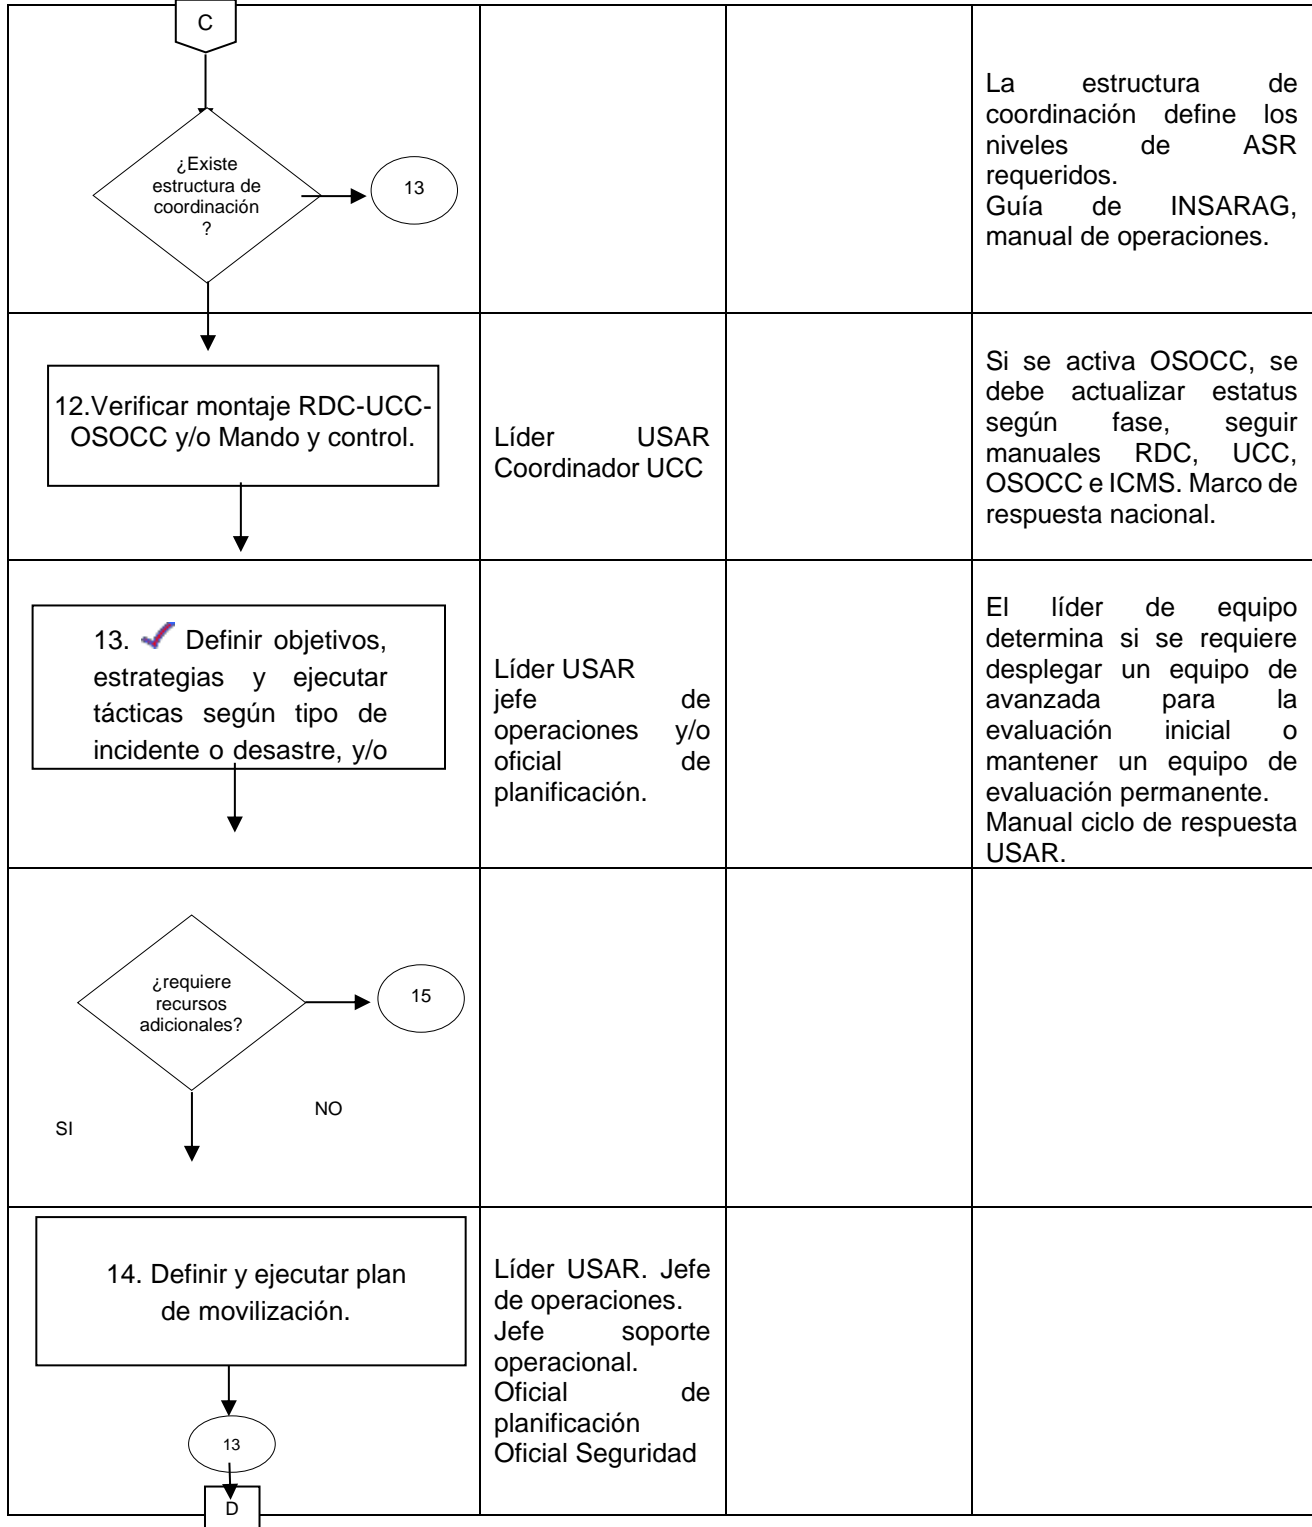 C
¿Existe
estructura de
coordinación
?
13
La estructura de
coordinación define los
niveles de ASR
requeridos.
Guía de INSARAG,
manual de operaciones.
12.Verificar montaje RDC-UCC-
OSOCC y/o Mando y control.
Líder USAR
Coordinador UCC
Si se activa OSOCC, se
debe actualizar estatus
según fase, seguir
manuales RDC, UCC,
OSOCC e ICMS. Marco de
respuesta nacional.
13. Definir objetivos,
estrategias y ejecutar
tácticas según tipo de
incidente o desastre, y/o
Líder USAR
jefe de
operaciones y/o
oficial de
planificación.
El líder de equipo
determina si se requiere
desplegar un equipo de
avanzada para la
evaluación inicial o
mantener un equipo de
evaluación permanente.
Manual ciclo de respuesta
USAR.
¿requiere
recursos
adicionales?
15
NO
SI
14. Definir y ejecutar plan
de movilización.
Líder USAR. Jefe
de operaciones.
Jefe soporte
operacional.
Oficial de
planificación
Oficial Seguridad
13
D